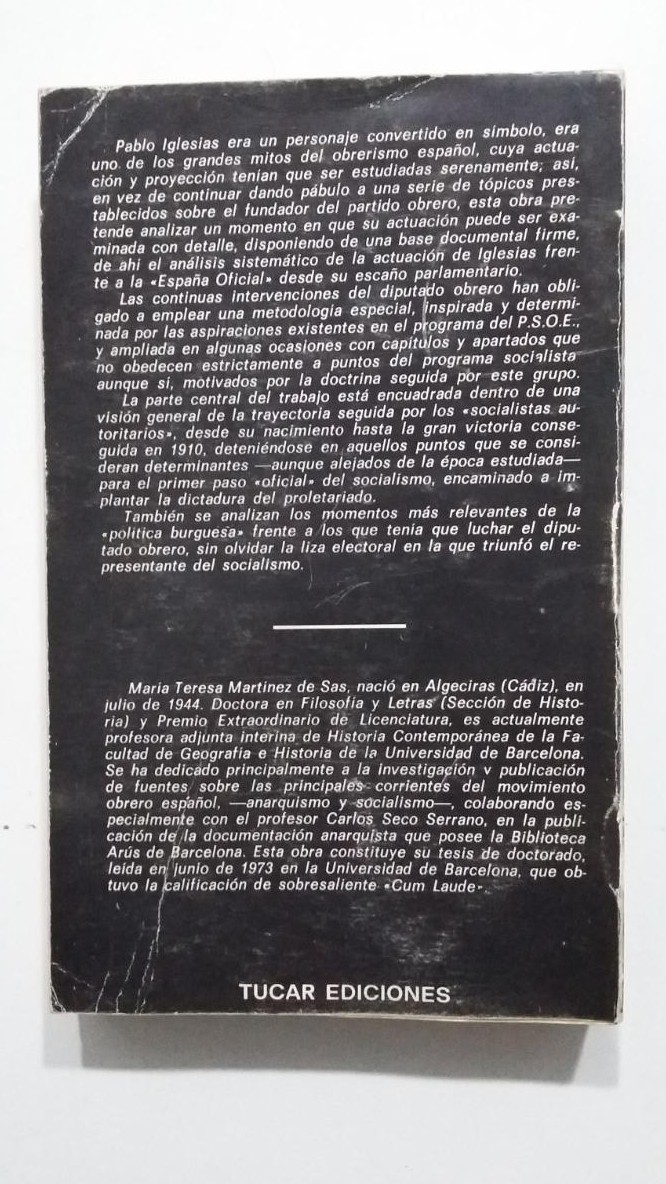 Pablo Iglesias era un personaje convertido en símbolo, era
uno de los grandes mitos del obrerismo español, cuya actua-
ción y proyección tenían que ser estudiadas serenamente; así,
en vez de continuar dando pábulo a una serie de tópicos pres-
tablecidos sobre el fundador del partido obrero, esta obra pre-
tende analizar un momento en que su actuación puede ser exa-
minada con detalle, disponiendo de una base documental firme,
de ahí el análisis sistemático de la actuación de Iglesias fren-
te a la «España Oficial» desde su escaño parlamentario.
Las continuas intervenciones del diputado obrero han obli-
gado a emplear una metodología especial, inspirada y determi-
nada por las aspiraciones existentes en el programa del P.S.O.E.,
y ampliada en algunas ocasiones con capítulos y apartados que
no obedecen estrictamente a puntos del programa socialista
aunque sí, motivados por la doctrina seguida por este grupo.
La parte central del trabajo está encuadrada dentro de una
visión general de la trayectoria seguida por los «socialistas au-
toritarios», desde su nacimiento hasta la gran victoria conse-
guida en 1910, deteniéndose en aquellos puntos que se consi-
deran determinantes —aunque alejados de la época estudiada—
para el primer paso «oficial» del socialismo, encaminado a im-
plantar la dictadura del proletariado.
También se analizan los momentos más relevantes de la
«política burguesa» frente a los que tenía que luchar el dipu-
tado obrero, sin olvidar la liza electoral en la que triunfó el re-
presentante del socialismo.
María Teresa Martínez de Sas, nació en Algeciras (Cádiz), en
julio de 1944. Doctora en Filosofía y Letras (Sección de Histo-
ria) y Premio Extraordinario de Licenciatura, es actualmente
profesora adjunta interina de Historia Contemporánea de la Fa-
cultad de Geografía e Historia de la Universidad de Barcelona.
Se ha dedicado principalmente a la investigación y publicación
de fuentes sobre las principales corrientes del movimiento
obrero español, —anarquismo y socialismo—, colaborando es-
pecialmente con el profesor Carlos Seco Serrano, en la publi-
cación de la documentación anarquista que posee la Biblioteca
Arús de Barcelona. Esta obra constituye su tesis de doctorado,
leída en junio de 1973 en la Universidad de Barcelona, que ob-
tuvo la calificación de sobresaliente «Cum Laude».
TUCAR EDICIONES